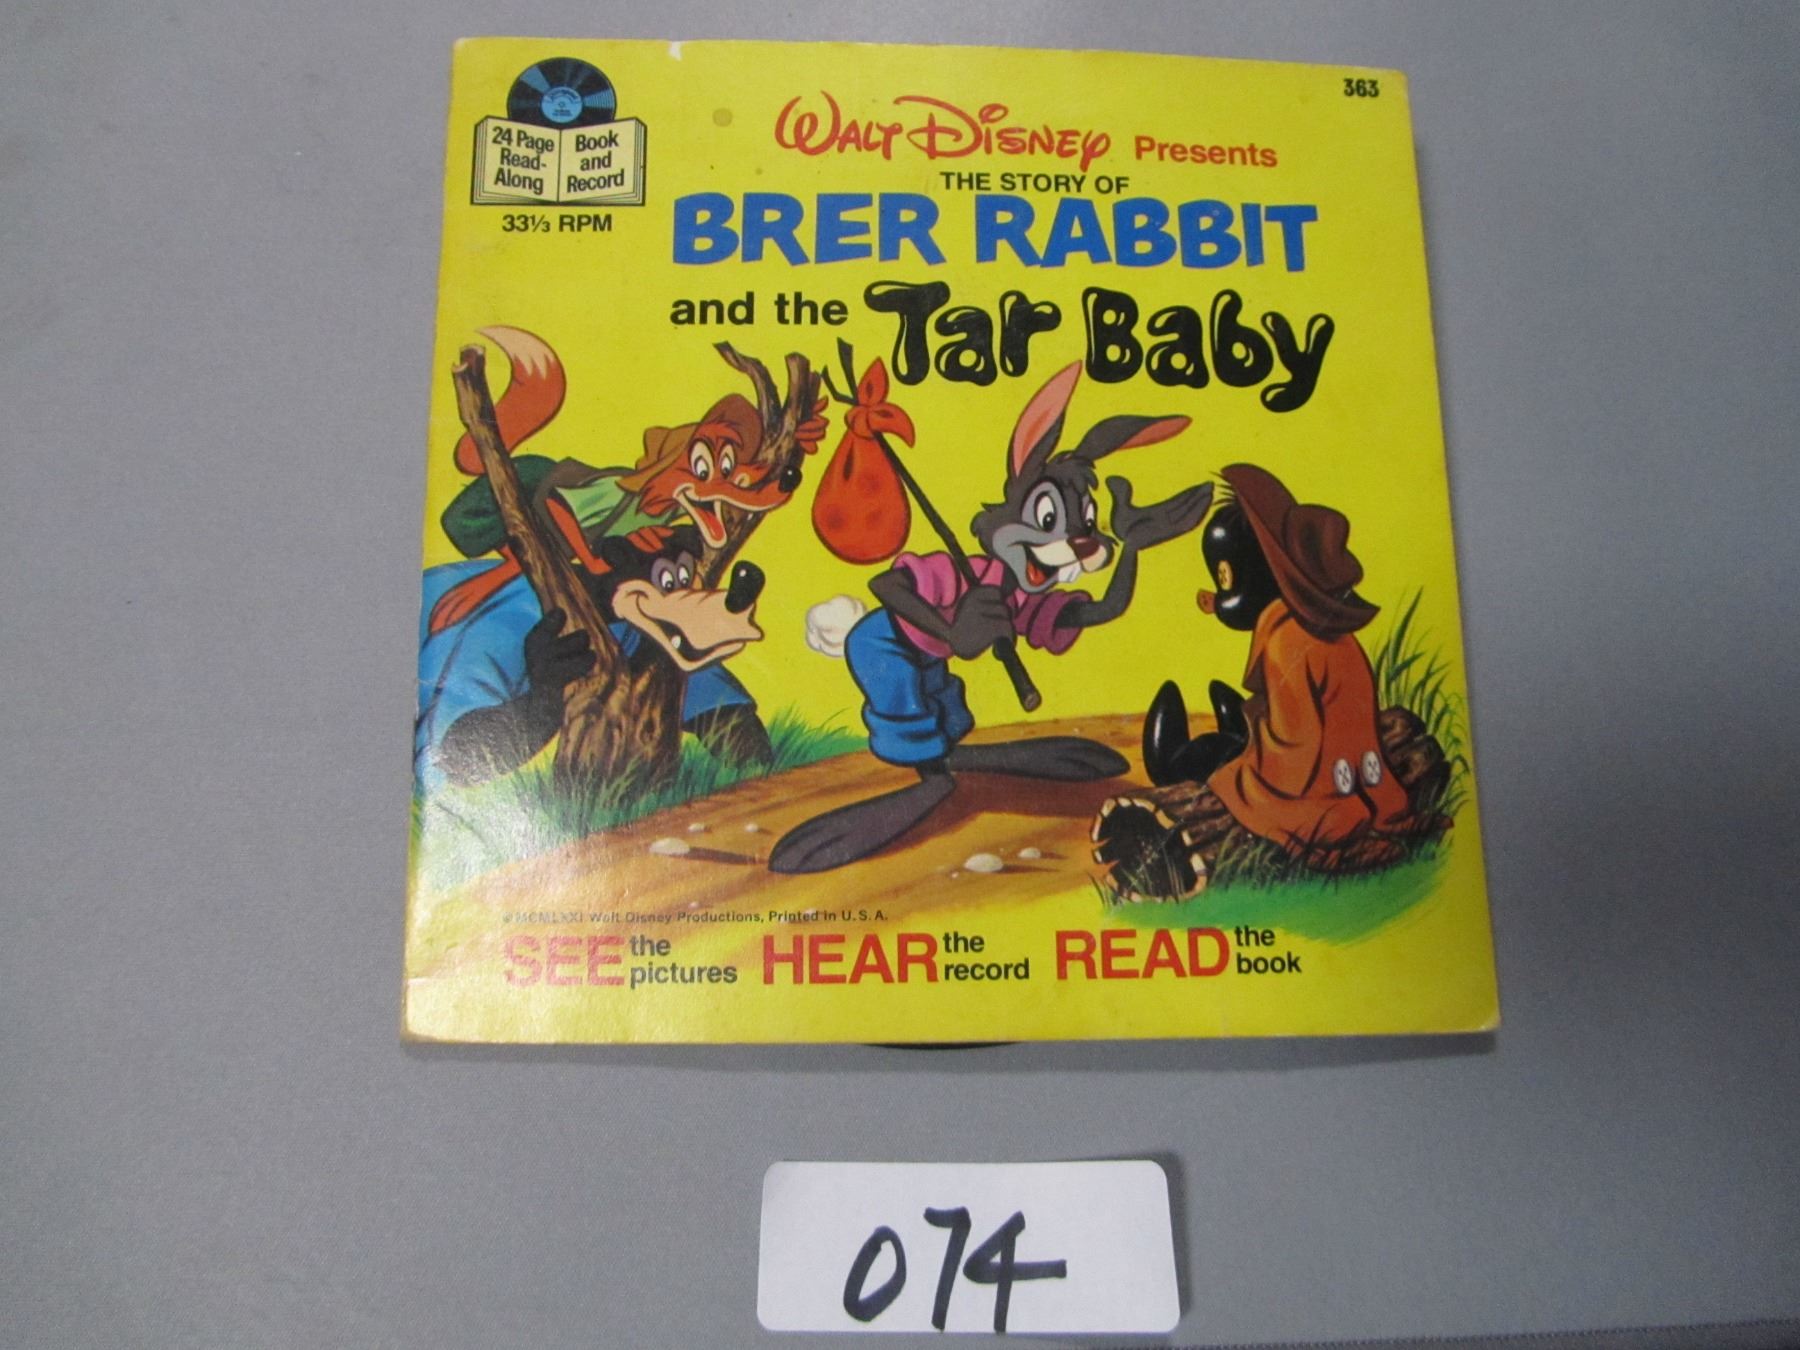 363
24 Page Read-Along
Book and Record
33⅓ RPM
WALT DISNEY Presents
THE STORY OF
BRER RABBIT
and the Tar Baby
©MCMLXXI Walt Disney Productions, Printed in U.S.A.
SEE the pictures HEAR the record READ the book
074